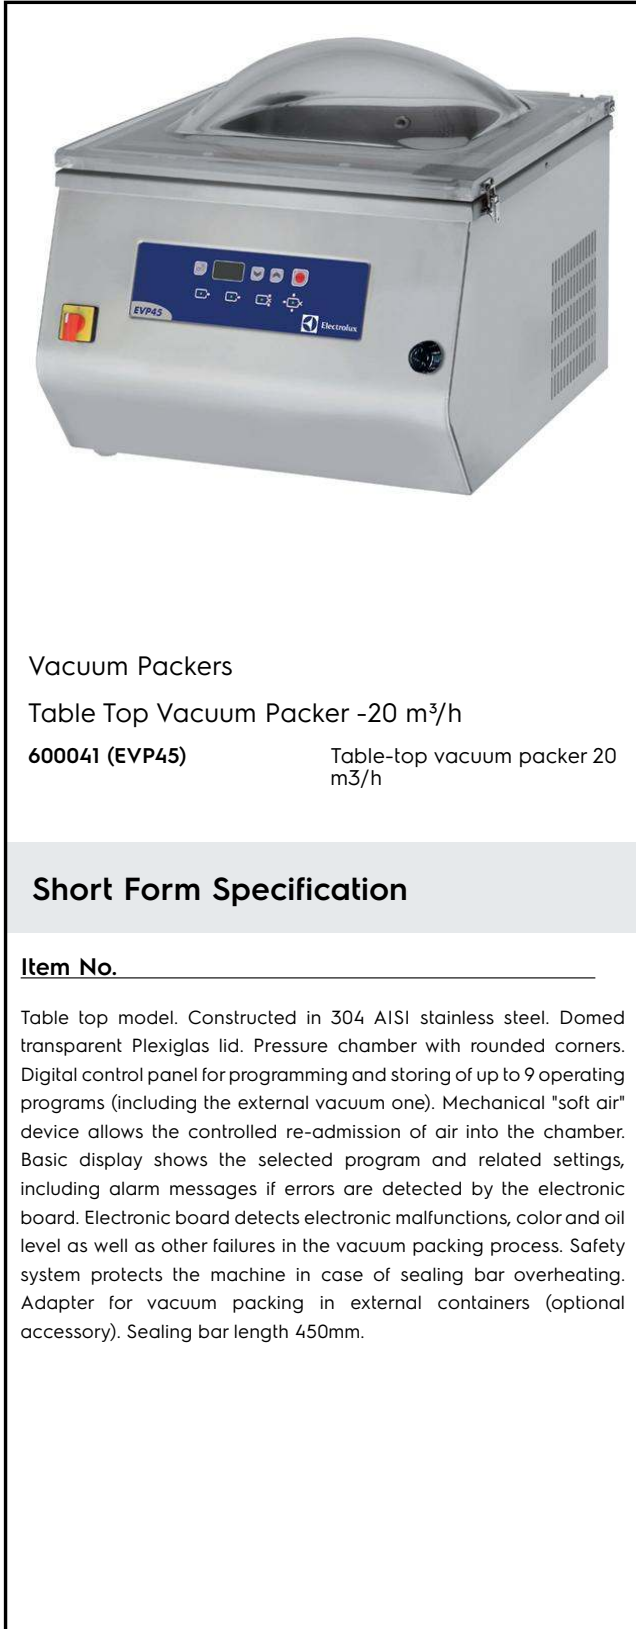 EVP45
Electrolux
Vacuum Packers
Table Top Vacuum Packer -20 m³/h
600041 (EVP45)
Table-top vacuum packer 20
m3/h
Short Form Specification
Item No.
Table top model. Constructed in 304 AISI stainless steel. Domed
transparent Plexiglas lid. Pressure chamber with rounded corners.
Digital control panel for programming and storing of up to 9 operating
programs (including the external vacuum one). Mechanical "soft air"
device allows the controlled re-admission of air into the chamber.
Basic display shows the selected program and related settings,
including alarm messages if errors are detected by the electronic
board. Electronic board detects electronic malfunctions, color and oil
level as well as other failures in the vacuum packing process. Safety
system protects the machine in case of sealing bar overheating.
Adapter for vacuum packing in external containers (optional
accessory). Sealing bar length 450mm.